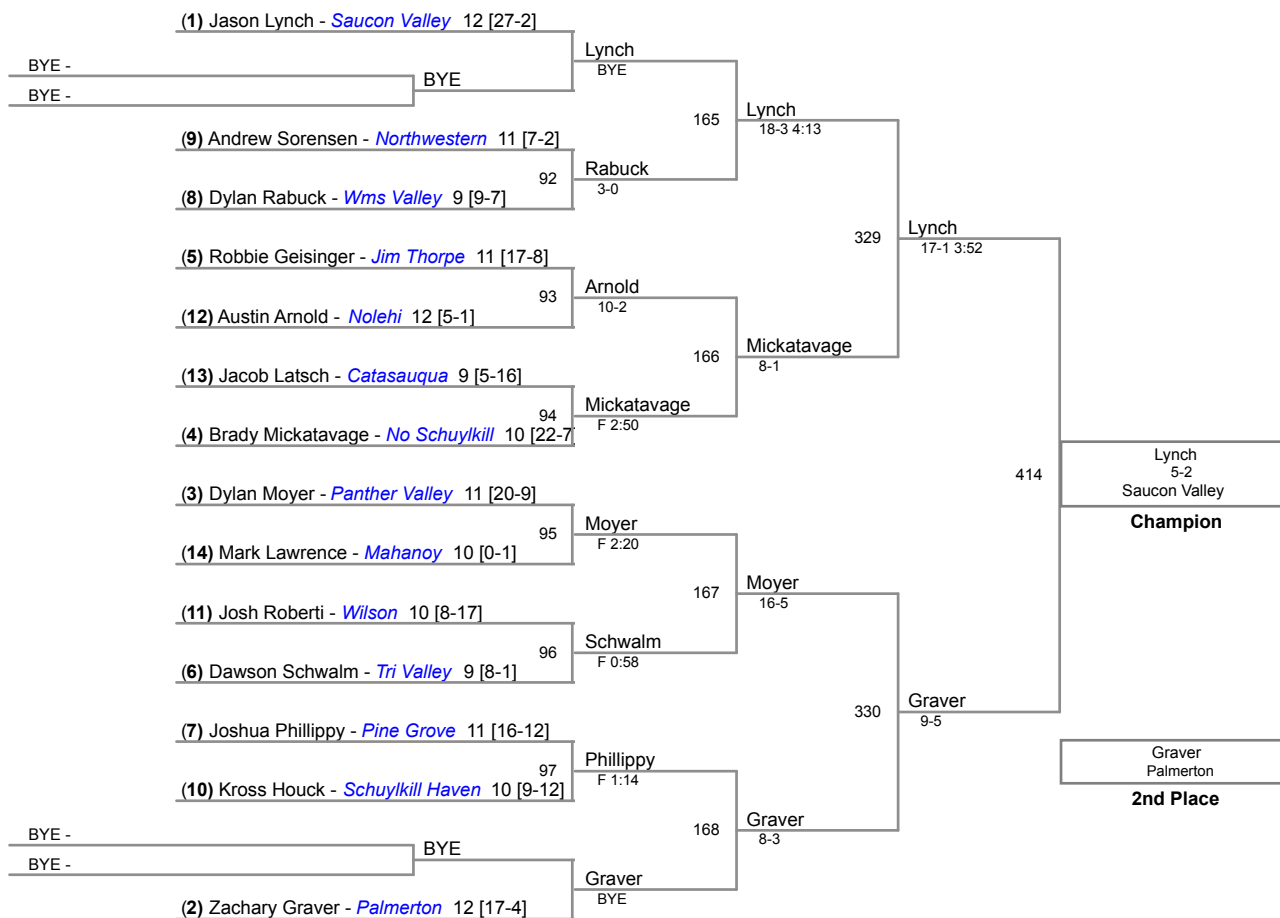 (1) Jason Lynch - Saucon Valley 12 [27-2]
Lynch
BYE
BYE -
BYE
BYE -
165
Lynch
18-3 4:13
(9) Andrew Sorensen - Northwestern 11 [7-2]
92
Rabuck
3-0
(8) Dylan Rabuck - Wms Valley 9 [9-7]
329
Lynch
17-1 3:52
(5) Robbie Geisinger - Jim Thorpe 11 [17-8]
93
Arnold
10-2
(12) Austin Arnold - Nolehi 12 [5-1]
166
Mickatavage
8-1
(13) Jacob Latsch - Catasauqua 9 [5-16]
94
Mickatavage
F 2:50
(4) Brady Mickatavage - No Schuylkill 10 [22-7
414
Lynch
5-2
Saucon Valley
Champion
(3) Dylan Moyer - Panther Valley 11 [20-9]
95
Moyer
F 2:20
(14) Mark Lawrence - Mahanoy 10 [0-1]
167
Moyer
16-5
(11) Josh Roberti - Wilson 10 [8-17]
96
Schwalm
F 0:58
(6) Dawson Schwalm - Tri Valley 9 [8-1]
330
Graver
9-5
(7) Joshua Phillippy - Pine Grove 11 [16-12]
97
Phillippy
F 1:14
(10) Kross Houck - Schuylkill Haven 10 [9-12]
Graver
Palmerton
2nd Place
168
Graver
8-3
BYE -
BYE
BYE -
Graver
BYE
(2) Zachary Graver - Palmerton 12 [17-4]